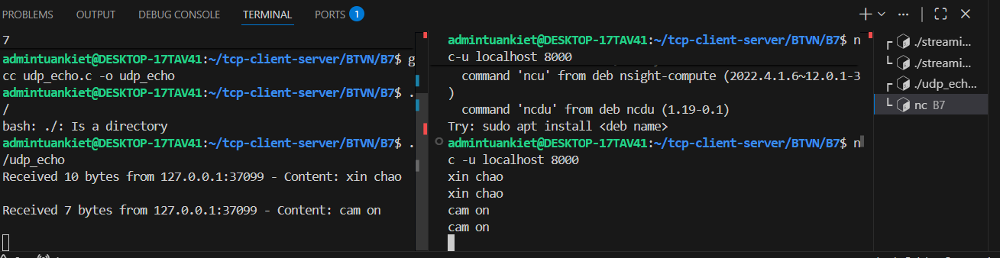 PROBLEMS OUTPUT DEBUG CONSOLE TERMINAL PORTS 1
7
admintuankiet@DESKTOP-17TAV41:~/tcp-client-server/BTVN/B7$ g
cc udp_echo.c -o udp_echo
admintuankiet@DESKTOP-17TAV41:~/tcp-client-server/BTVN/B7$ .
/
bash: ./: Is a directory
admintuankiet@DESKTOP-17TAV41:~/tcp-client-server/BTVN/B7$ .
/udp_echo
Received 10 bytes from 127.0.0.1:37099 - Content: xin chao
Received 7 bytes from 127.0.0.1:37099 - Content: cam on
admintuankiet@DESKTOP-17TAV41:~/tcp-client-server/BTVN/B7$ n
c-u localhost 8000
command 'ncu' from deb nsight-compute (2022.4.1.6~12.0.1-3
)
command 'ncdu' from deb ncdu (1.19-0.1)
Try: sudo apt install <deb name>
admintuankiet@DESKTOP-17TAV41:~/tcp-client-server/BTVN/B7$ n
c -u localhost 8000
xin chao
xin chao
cam on
cam on
./streami...
./streami...
./udp_ech...
nc B7